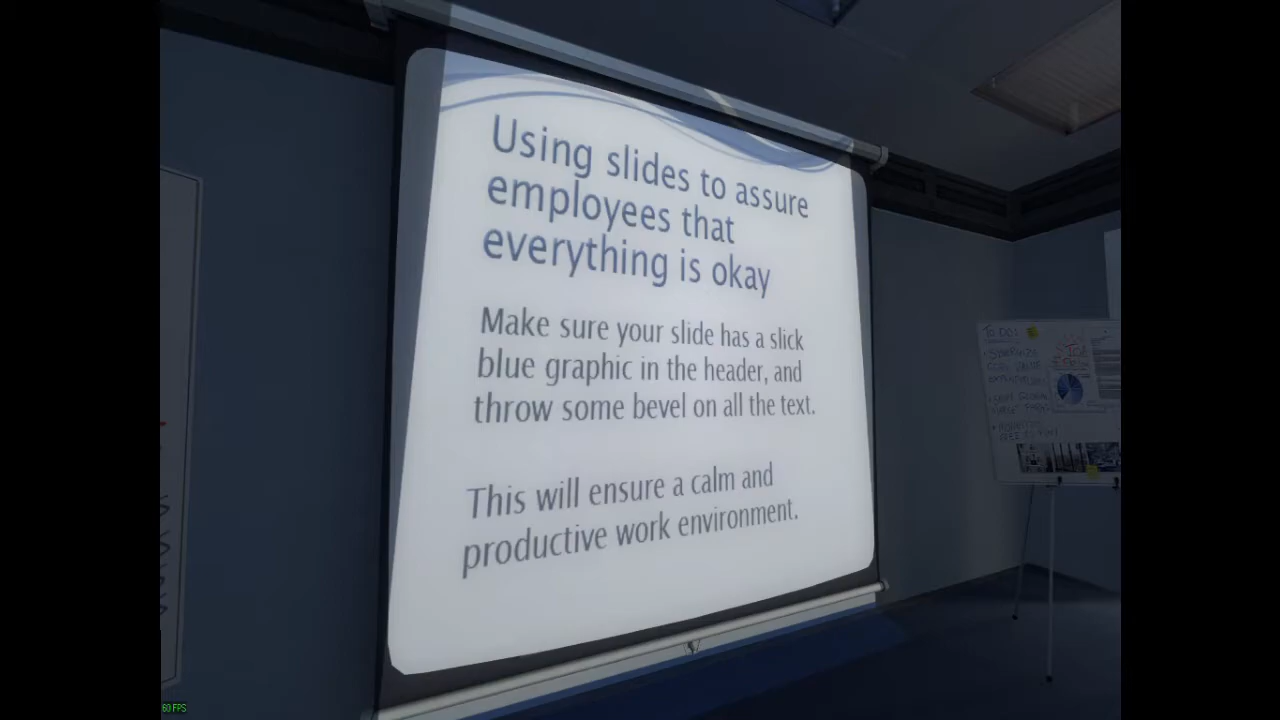 Using slides to assure
employees that
everything is okay
Make sure your slide has a slick
blue graphic in the header, and
throw some bevel on all the text.
This will ensure a calm and
productive work environment.
TO DO:
60 FPS